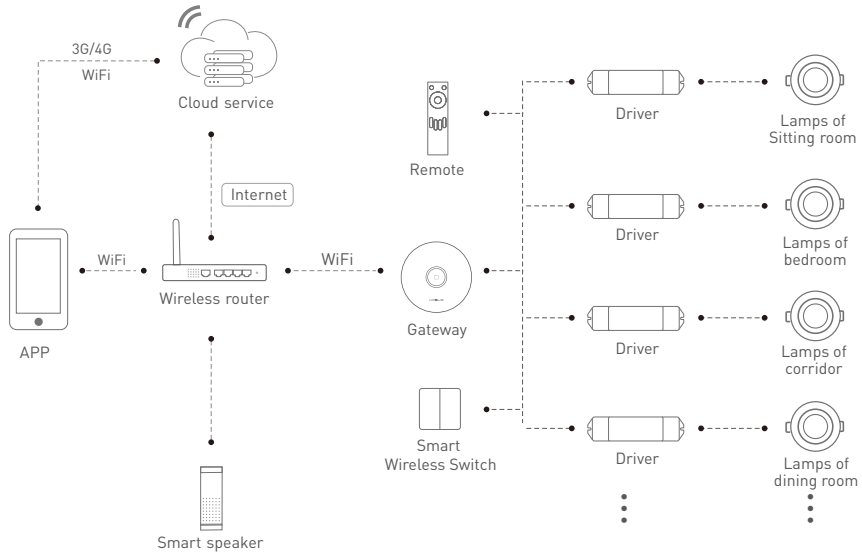 3G/4G
WiFi
Cloud service
Internet
WiFi
APP
Wireless router
WiFi
Smart speaker
Remote
Gateway
Smart
Wireless Switch
Driver
Lamps of
Sitting room
Driver
Lamps of
bedroom
Driver
Lamps of
corridor
Driver
Lamps of
dining room